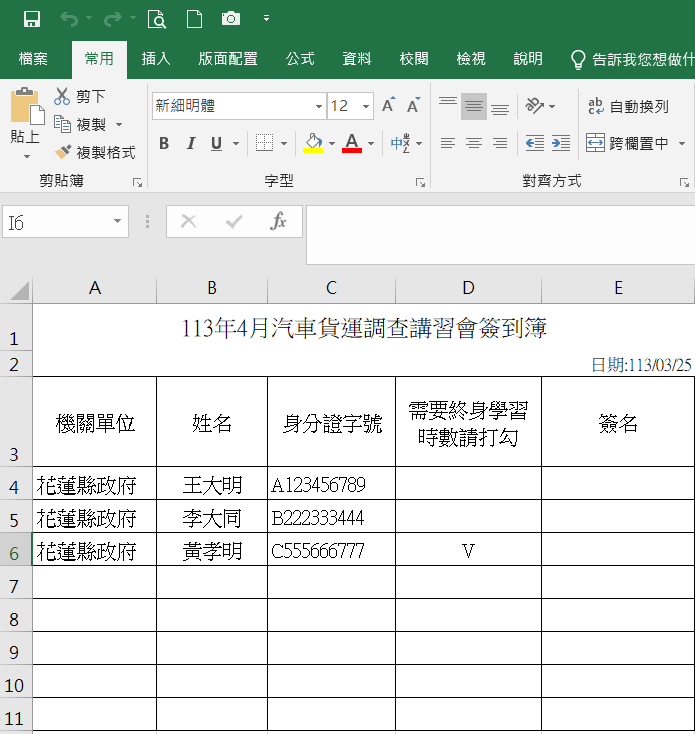 檔案 常用 插入 版面配置 公式 資料 校閱 檢視 說明 告訴我您想做什
貼上 剪下 複製 複製格式
剪貼簿
新細明體 12 A A
B I U A 中
字型
ab 自動換列
跨欄置中
對齊方式
I6 fx
A B C D E
1 113年4月汽車貨運調查講習會簽到簿
2 日期:113/03/25
3 機關單位 姓名 身分證字號 需要終身學習
時數請打勾 簽名
4 花蓮縣政府 王大明 A123456789
5 花蓮縣政府 李大同 B222333444
6 花蓮縣政府 黃孝明 C555666777 V
7
8
9
10
11